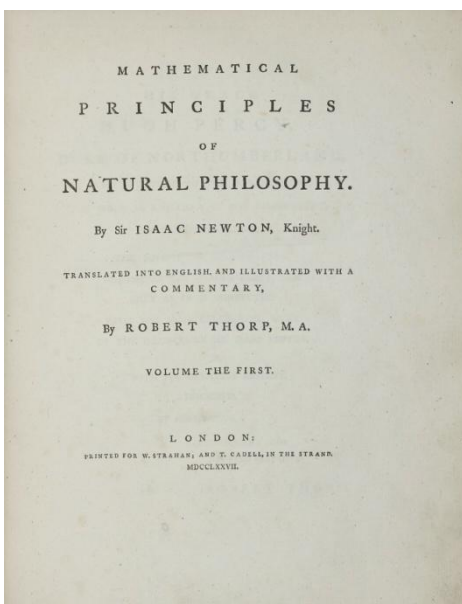 MATHEMATICAL
PRINCIPLES
OF
NATURAL PHILOSOPHY.
By Sir ISAAC NEWTON, Knight.
TRANSLATED INTO ENGLISH, AND ILLUSTRATED WITH A
COMMENTARY,
By ROBERT THORP, M.A.
VOLUME THE FIRST.
LONDON:
PRINTED FOR W. STRAHAN; AND T. CADELL, IN THE STRAND.
MDCCLXXVII.